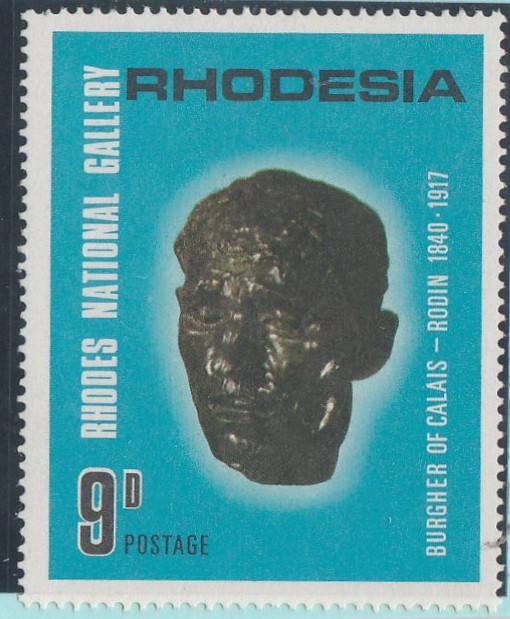 RHODESIA
RHODES NATIONAL GALLERY
BURGHER OF CALAIS – RODIN 1840·1917
9D
POSTAGE